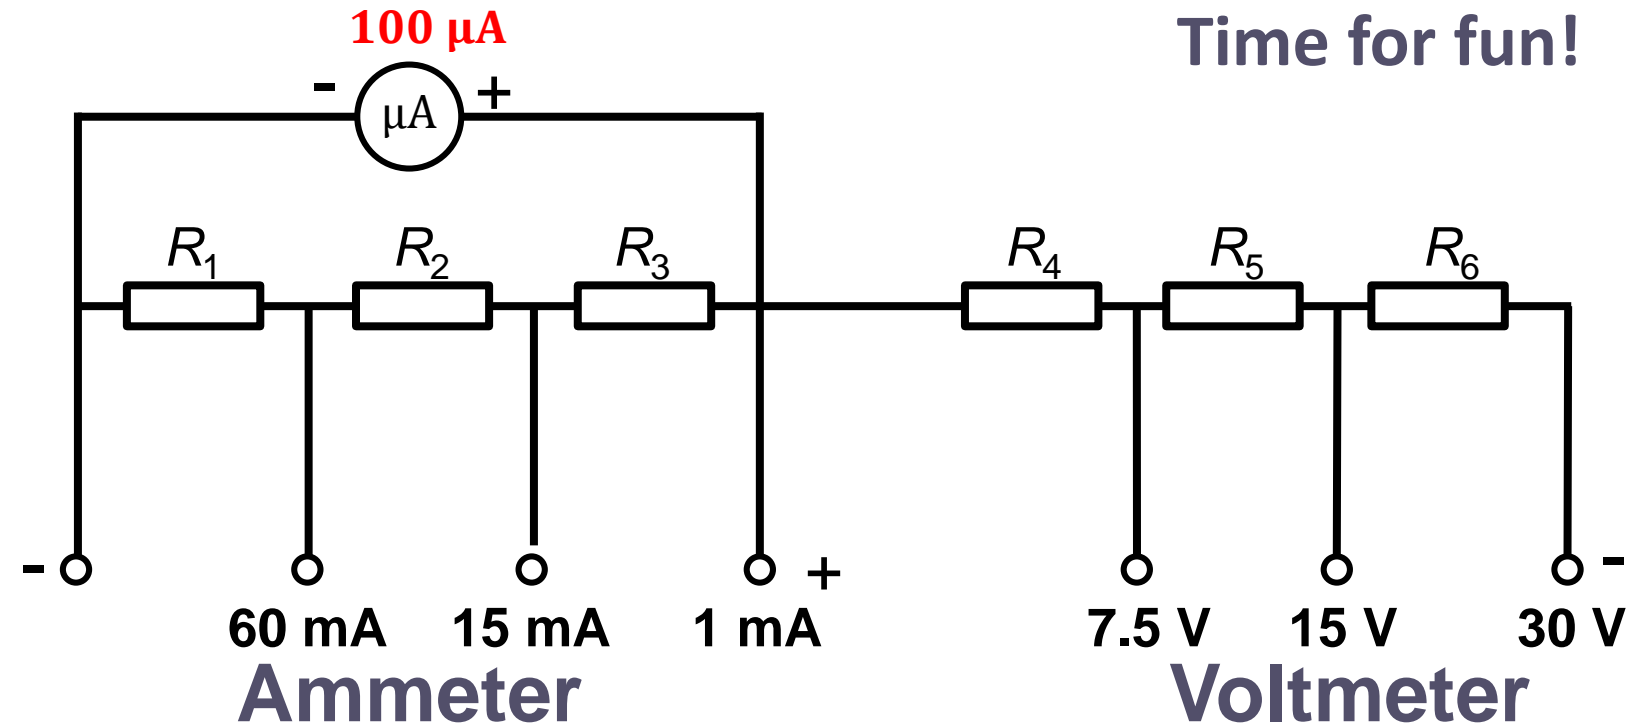 100 μA
Time for fun!
- μA +
R1 R2 R3 R4 R5 R6
- + -
60 mA 15 mA 1 mA 7.5 V 15 V 30 V
Ammeter Voltmeter